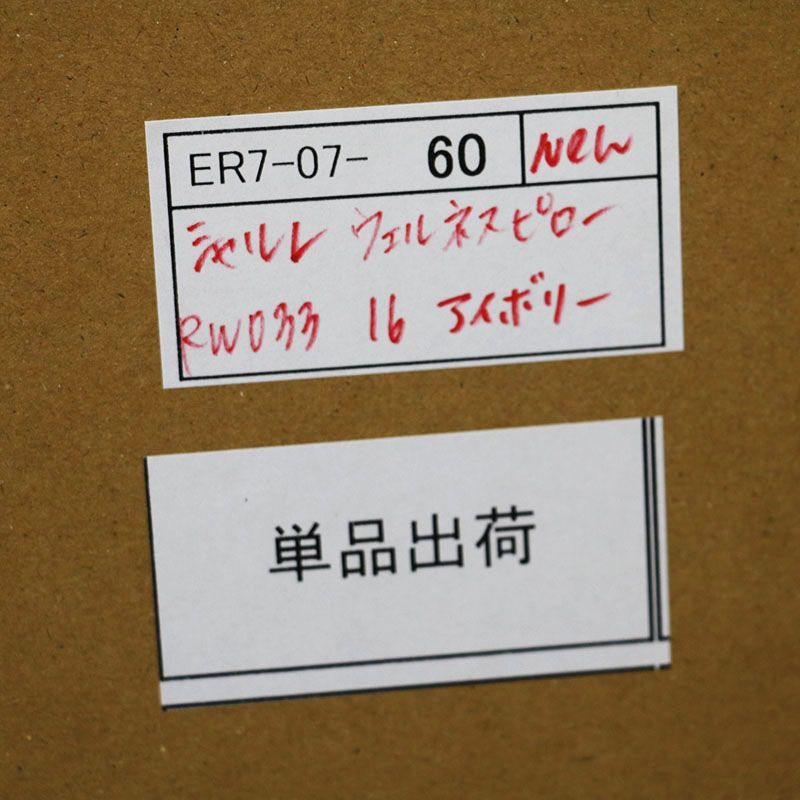 ER7-07- 60 New
シャルレ ウェルネスピロー
RW033 16 アイボリー
単品出荷